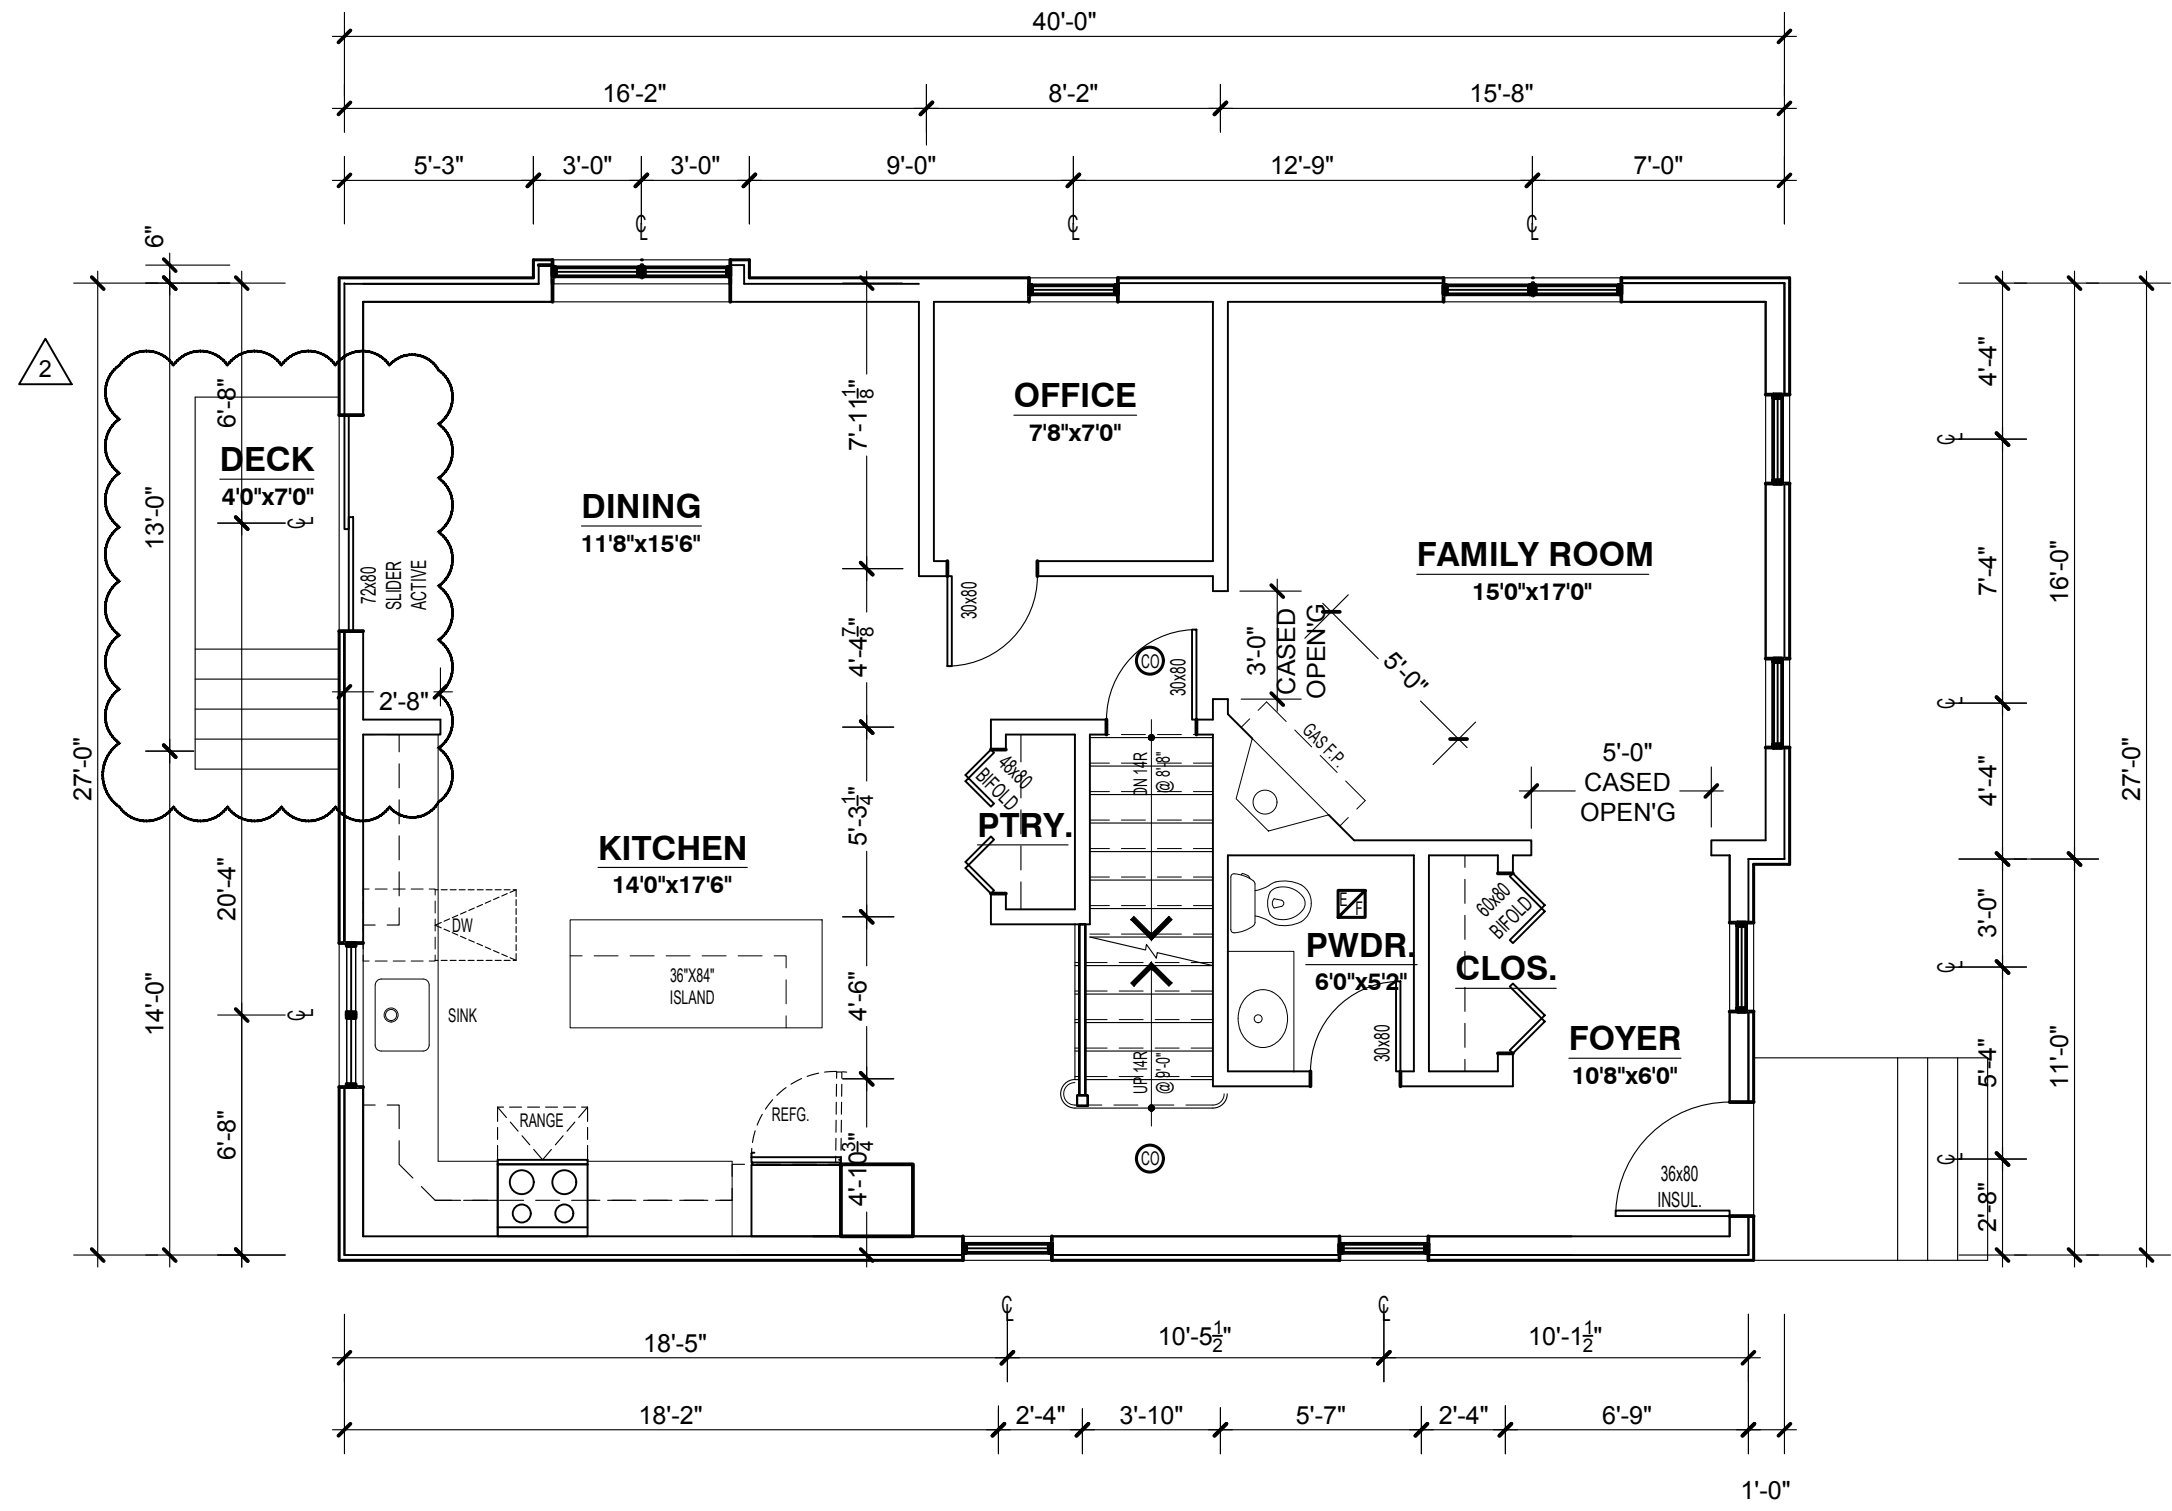 40'-0"
16'-2"
8'-2"
15'-8"
5'-3"
3'-0"
3'-0"
9'-0"
12'-9"
7'-0"
℄
℄
℄
6"
2
6'-8"
DECK
4'0"x7'0"
℄
13'-0"
27'-0"
72x80
SLIDER
ACTIVE
2'-8"
20'-4"
14'-0"
℄
6'-8"
DINING
11'8"x15'6"
7'-11 1/8"
4'-4 7/8"
5'-3 1/4"
4'-6"
4'-10 3/4"
OFFICE
7'8"x7'0"
30x80
FAMILY ROOM
15'0"x17'0"
3'-0"
CASED
OPEN'G
5'-0"
CO
30x80
GAS F.P.
5'-0"
CASED
OPEN'G
48x80
BIFOLD
PTRY.
DN 14R
@ 8'-8"
KITCHEN
14'0"x17'6"
DW
36"X84"
ISLAND
SINK
RANGE
REFG.
UP 14R
@ 9'-0"
CO
E
F
PWDR.
6'0"x5'2"
30x80
60x80
BIFOLD
CLOS.
FOYER
10'8"x6'0"
36x80
INSUL.
4'-4"
℄
7'-4"
16'-0"
℄
4'-4"
27'-0"
3'-0"
℄
5'-4"
11'-0"
℄
2'-8"
℄
℄
18'-5"
10'-5 1/2"
10'-1 1/2"
18'-2"
2'-4"
3'-10"
5'-7"
2'-4"
6'-9"
1'-0"